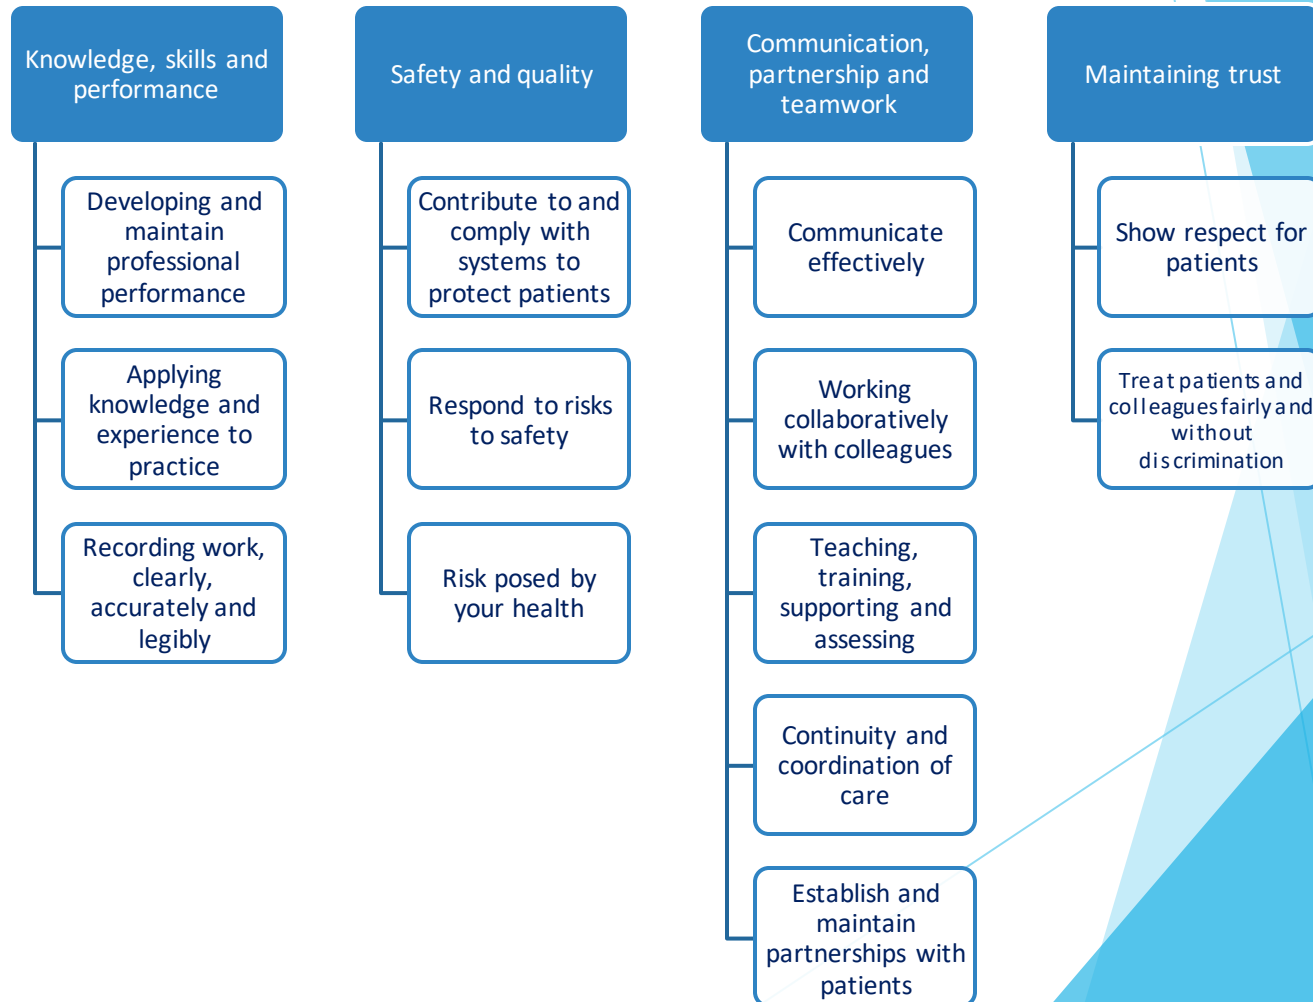 Knowledge, skills and
performance
Developing and
maintain
professional
performance
Applying
knowledge and
experience to
practice
Recording work,
clearly,
accurately and
legibly
Safety and quality
Contribute to and
comply with
systems to
protect patients
Respond to risks
to safety
Risk posed by
your health
Communication,
partnership and
teamwork
Communicate
effectively
Working
collaboratively
with colleagues
Teaching,
training,
supporting and
assessing
Continuity and
coordination of
care
Establish and
maintain
partnerships with
patients
Maintaining trust
Show respect for
patients
Treat patients and
colleagues fairly and
without
discrimination